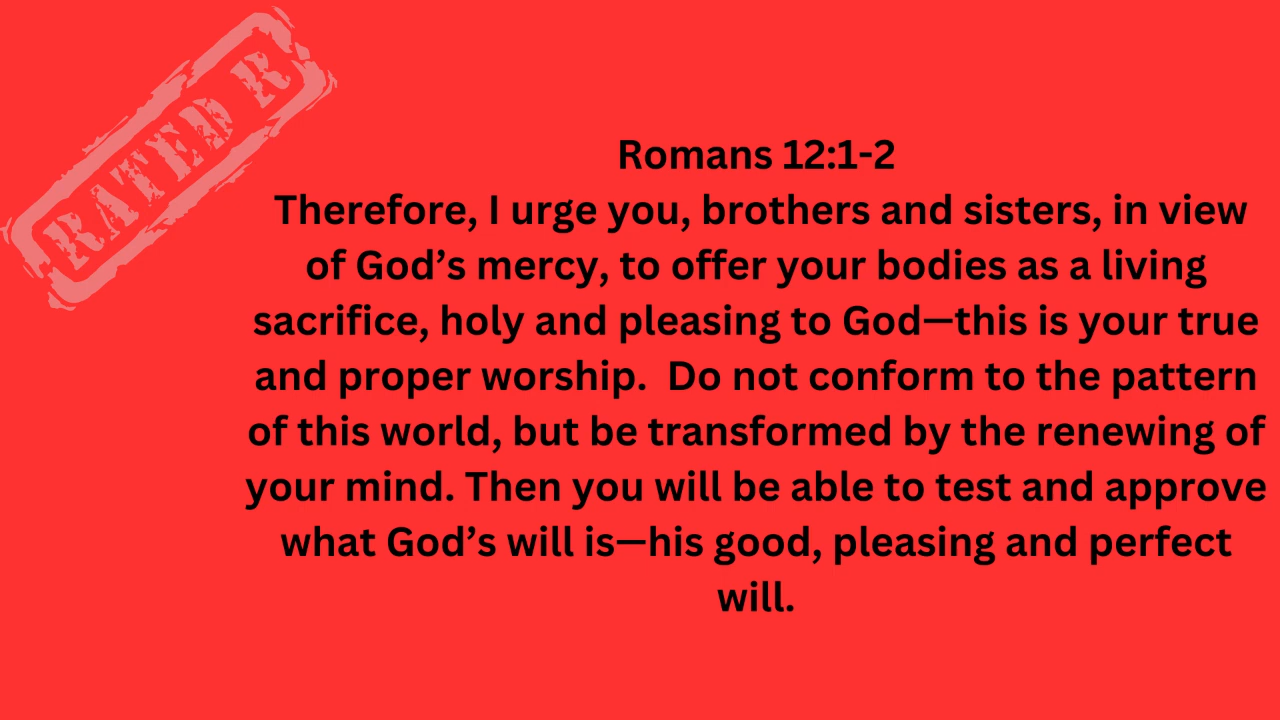 RATED R
Romans 12:1-2
Therefore, I urge you, brothers and sisters, in view
of God’s mercy, to offer your bodies as a living
sacrifice, holy and pleasing to God—this is your true
and proper worship.  Do not conform to the pattern
of this world, but be transformed by the renewing of
your mind. Then you will be able to test and approve
what God’s will is—his good, pleasing and perfect
will.